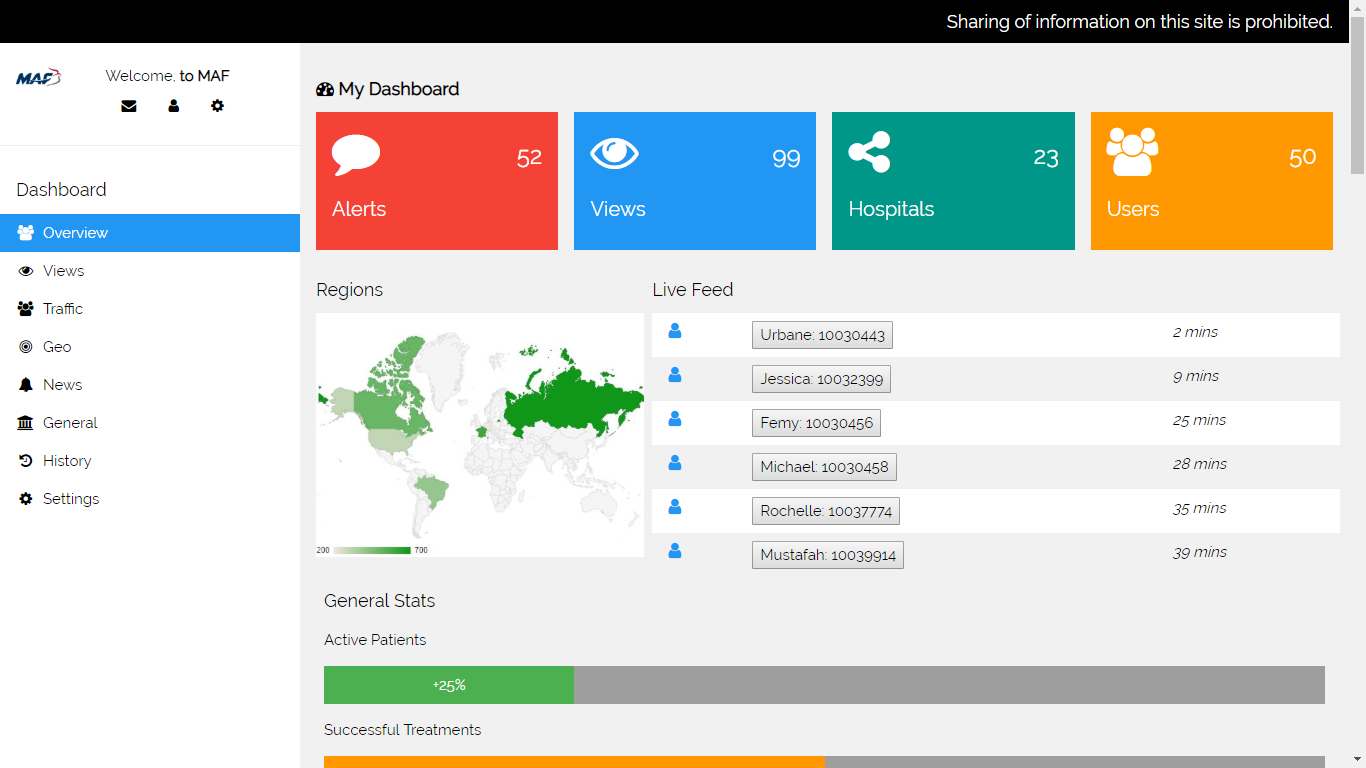 Sharing of information on this site is prohibited.
MAF
Welcome, to MAF
Dashboard
Overview
Views
Traffic
Geo
News
General
History
Settings
My Dashboard
52
Alerts
99
Views
23
Hospitals
50
Users
Regions
200 700
Live Feed
Urbane: 10030443 2 mins
Jessica: 10032399 9 mins
Femy: 10030456 25 mins
Michael: 10030458 28 mins
Rochelle: 10037774 35 mins
Mustafah: 10039914 39 mins
General Stats
Active Patients
+25%
Successful Treatments